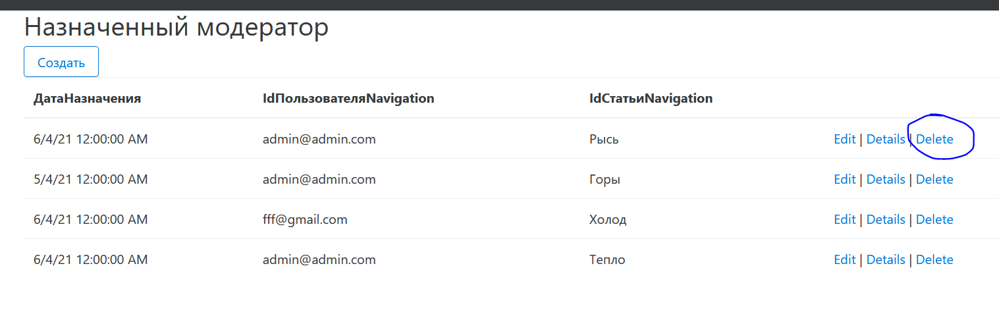 Назначенный модератор
Создать
ДатаНазначения IdПользователяNavigation IdСтатьиNavigation
6/4/21 12:00:00 AM admin@admin.com Рысь Edit | Details | Delete
5/4/21 12:00:00 AM admin@admin.com Горы Edit | Details | Delete
6/4/21 12:00:00 AM fff@gmail.com Холод Edit | Details | Delete
6/4/21 12:00:00 AM admin@admin.com Тепло Edit | Details | Delete